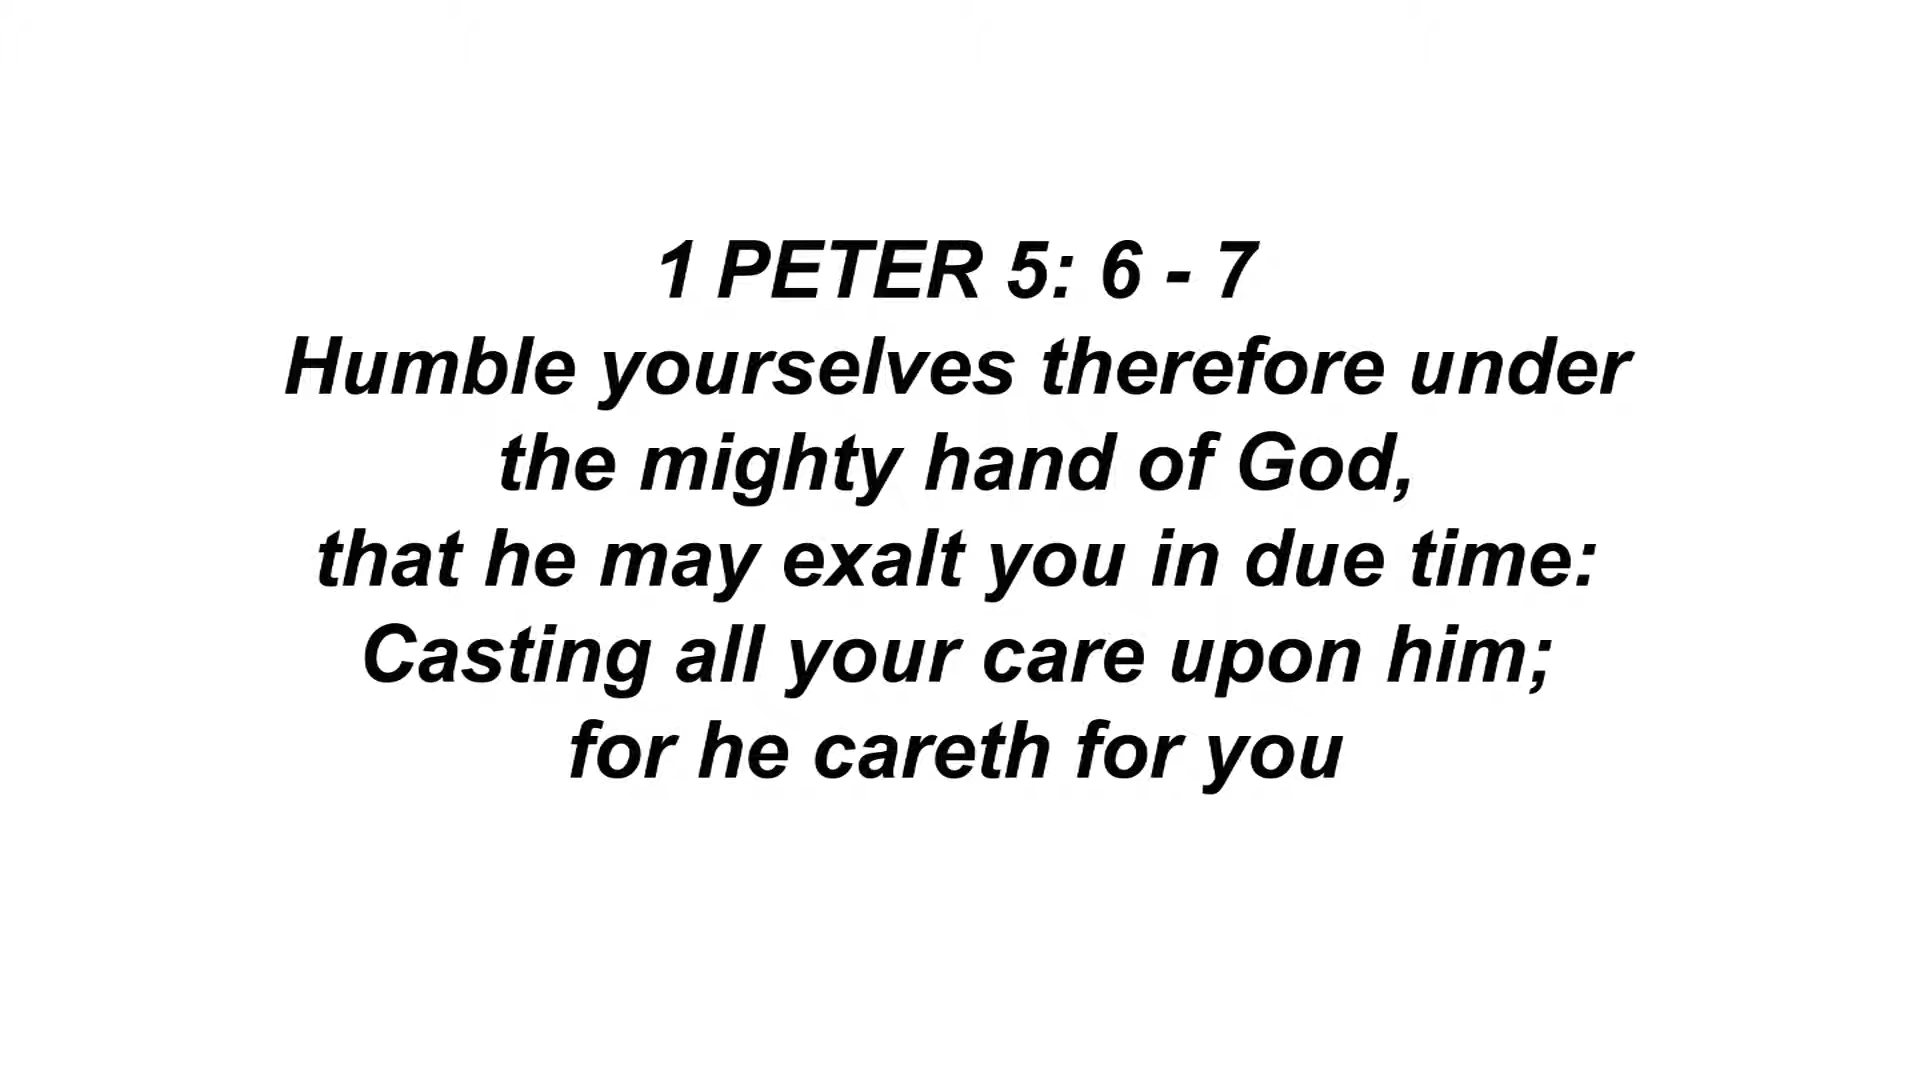 1 PETER 5: 6 - 7
Humble yourselves therefore under
the mighty hand of God,
that he may exalt you in due time:
Casting all your care upon him;
for he careth for you